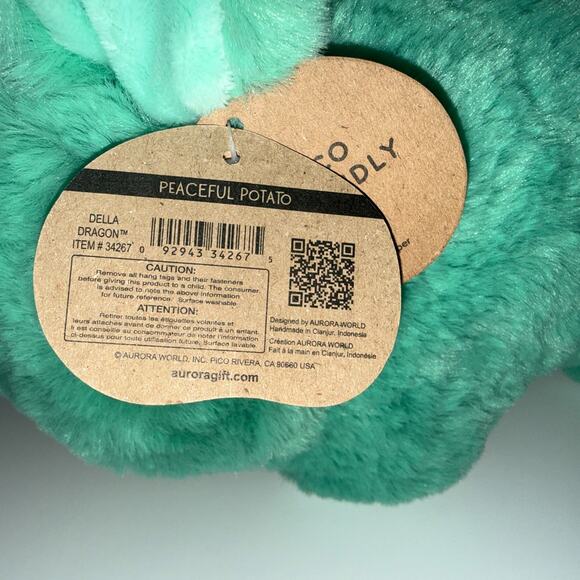 CO
DLY
PEACEFUL POTATO
DELLA
DRAGON™
ITEM # 34267
0 92943 34267 5
CAUTION:
Remove all hang tags and their fasteners
before giving this product to a child. The consumer
is advised to note the above information
for future reference. Surface washable.
ATTENTION:
Retirer toutes les étiquettes volantes et
leurs attaches avant de donner ce produit à un enfant.
Il est conseillé au consommateur de noter l'information
ci-dessus pour toute utilisation future. Surface lavable.
Designed by AURORA WORLD
Handmade in Cianjur, Indonesia
Création AURORA WORLD
Fait à la main en Cianjur, Indonésie
© AURORA WORLD, INC. PICO RIVERA, CA 90660 USA
auroragift.com